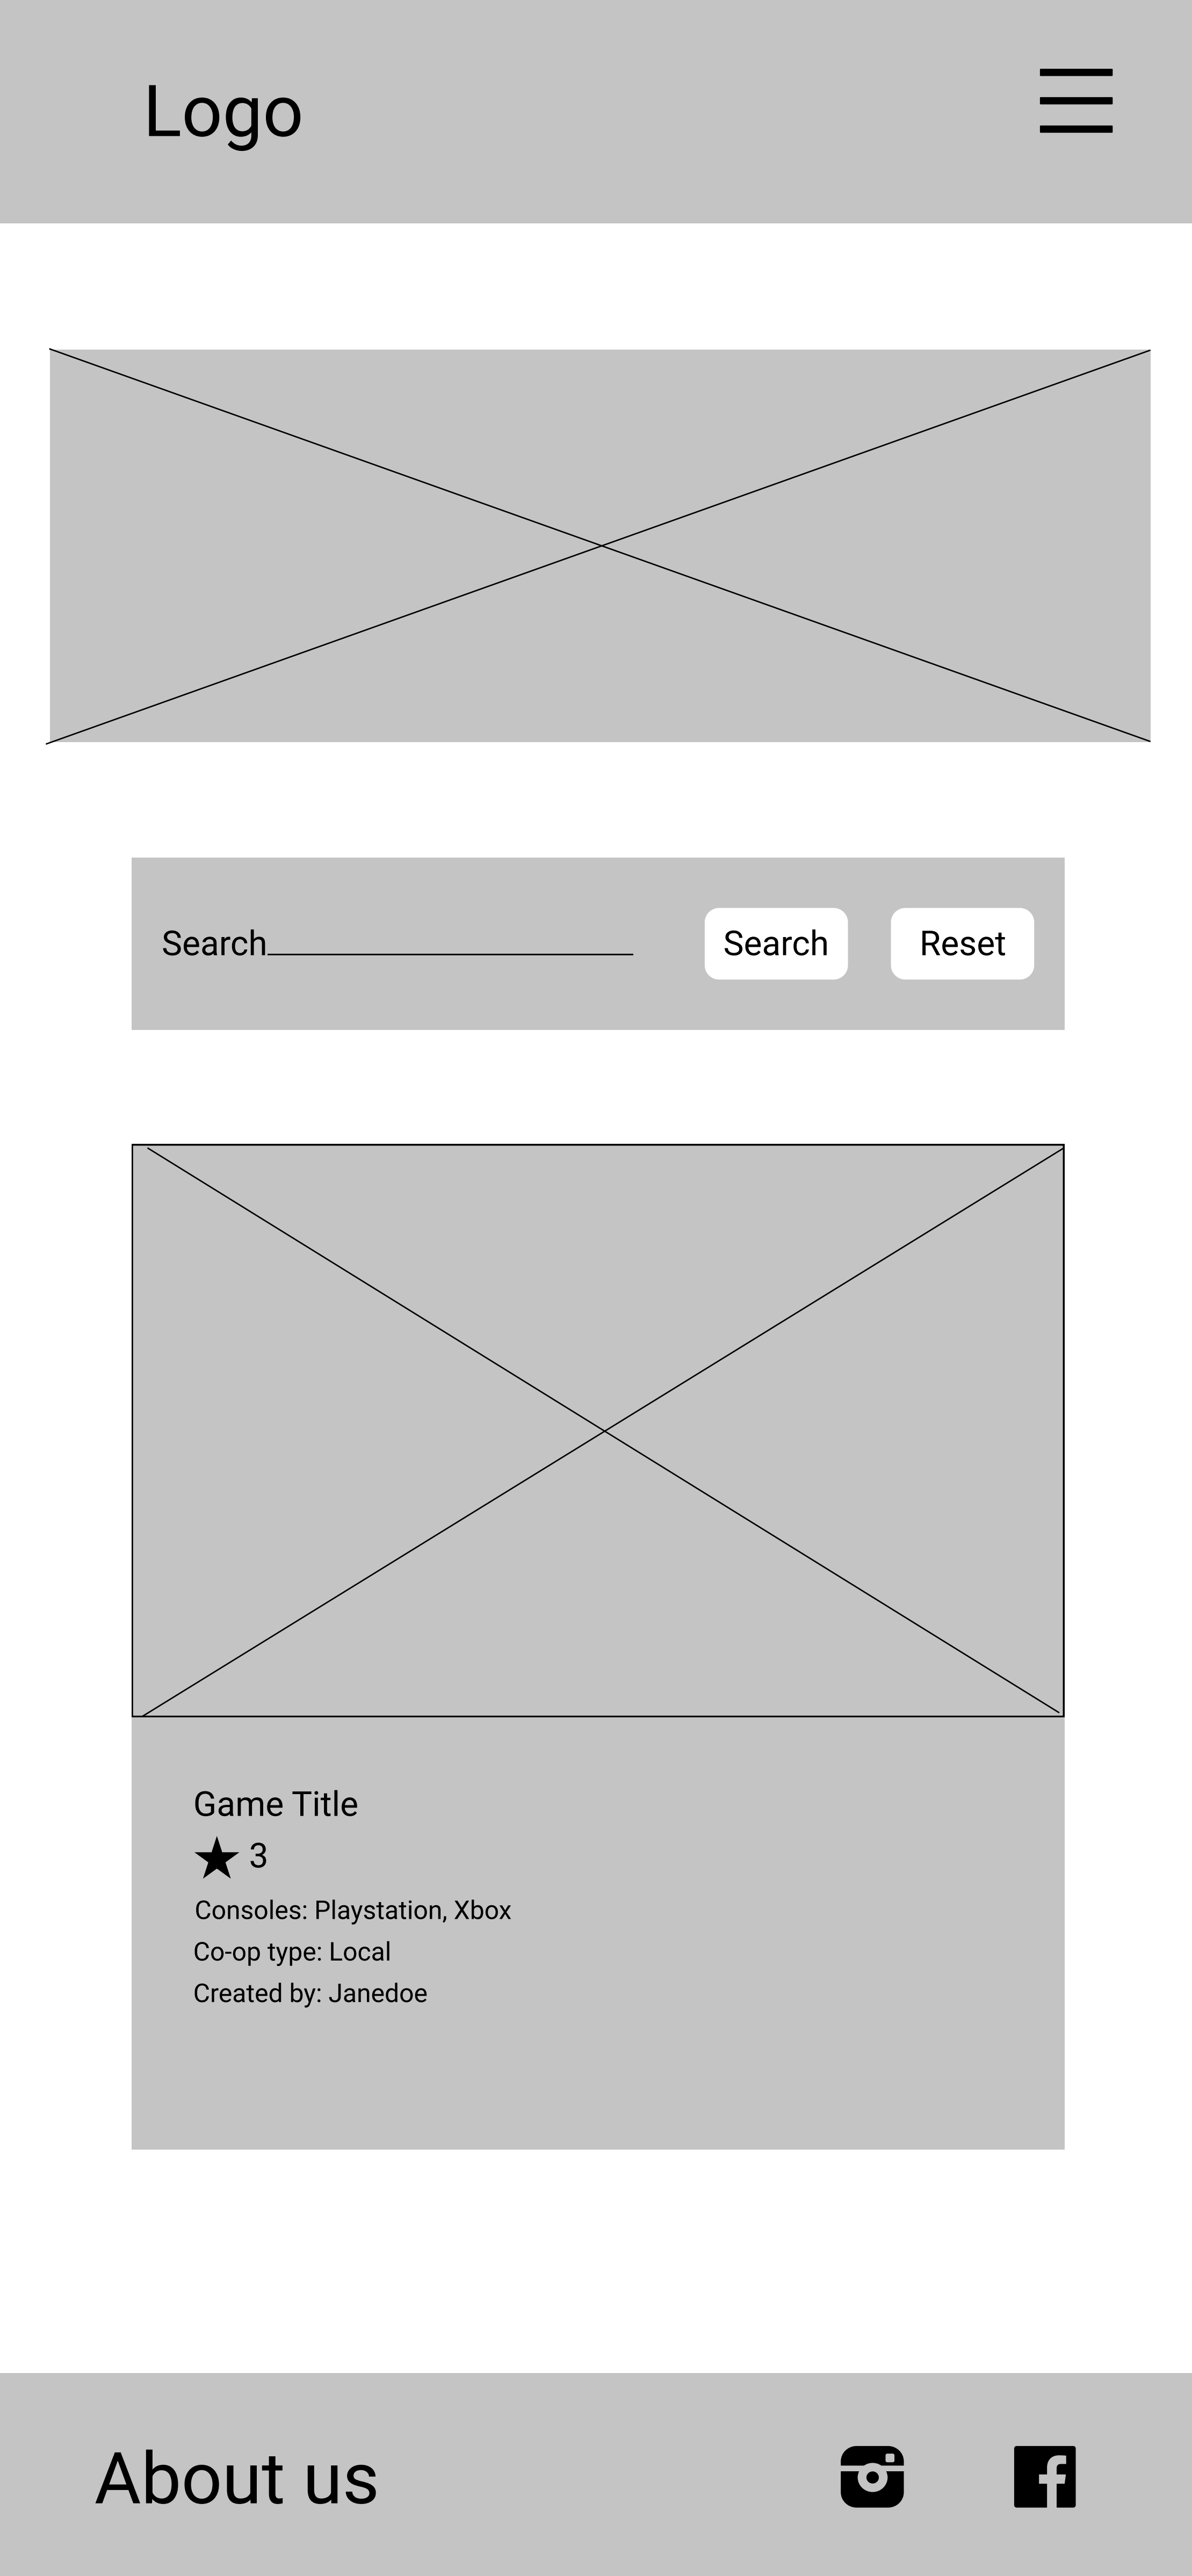 Logo
Search
Search
Reset
Game Title
3
Consoles: Playstation, Xbox
Co-op type: Local
Created by: Janedoe
About us